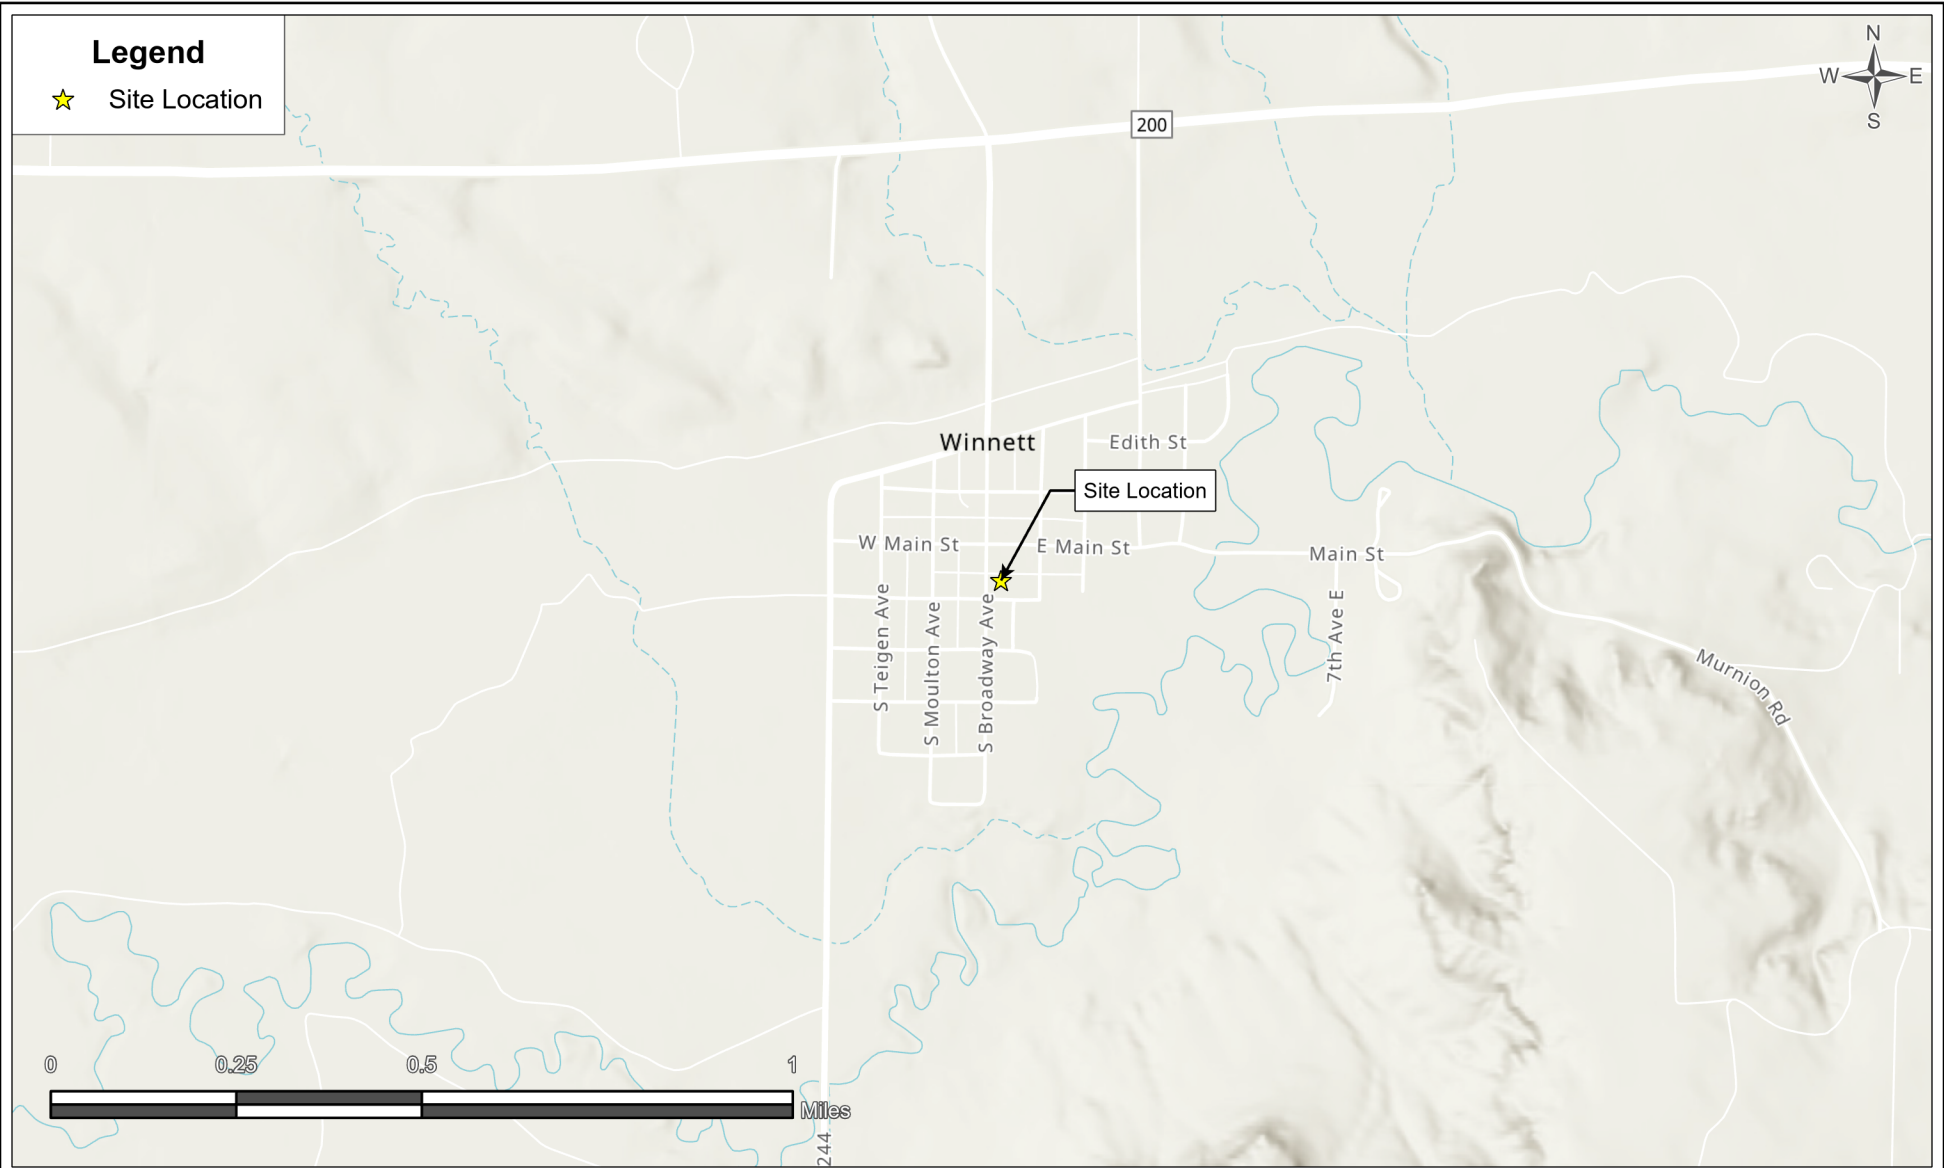 Legend
Site Location
N
W E
S
200
Winnett
Edith St
Site Location
W Main St
E Main St
Main St
S Teigen Ave
S Moulton Ave
S Broadway Ave
7th Ave E
Murnion Rd
0 0.25 0.5 1
Miles
244